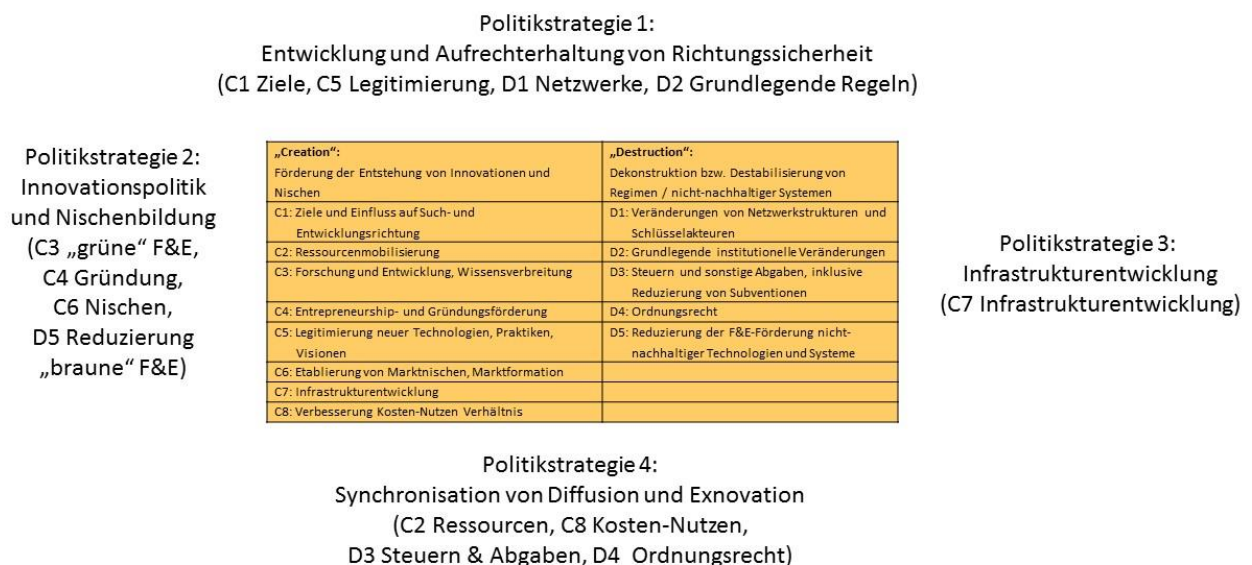 Politikstrategie 1:
Entwicklung und Aufrechterhaltung von Richtungssicherheit
(C1 Ziele, C5 Legitimierung, D1 Netzwerke, D2 Grundlegende Regeln)
Politikstrategie 2:
Innovationspolitik
und Nischenbildung
(C3 „grüne“ F&E,
C4 Gründung,
C6 Nischen,
D5 Reduzierung
„braune“ F&E)
„Creation“:
Förderung der Entstehung von Innovationen und
Nischen
„Destruction“:
Dekonstruktion bzw. Destabilisierung von
Regimen / nicht-nachhaltiger Systemen
C1: Ziele und Einfluss auf Such- und
Entwicklungsrichtung
D1: Veränderungen von Netzwerkstrukturen und
Schlüsselakteuren
C2: Ressourcenmobilisierung
D2: Grundlegende institutionelle Veränderungen
C3: Forschung und Entwicklung, Wissensverbreitung
D3: Steuern und sonstige Abgaben, inklusive
Reduzierung von Subventionen
C4: Entrepreneurship- und Gründungsförderung
D4: Ordnungsrecht
C5: Legitimierung neuer Technologien, Praktiken,
Visionen
D5: Reduzierung der F&E-Förderung nicht-
nachhaltiger Technologien und Systeme
C6: Etablierung von Marktnischen, Marktformation
C7: Infrastrukturentwicklung
C8: Verbesserung Kosten-Nutzen Verhältnis
Politikstrategie 3:
Infrastrukturentwicklung
(C7 Infrastrukturentwicklung)
Politikstrategie 4:
Synchronisation von Diffusion und Exnovation
(C2 Ressourcen, C8 Kosten-Nutzen,
D3 Steuern & Abgaben, D4 Ordnungsrecht)